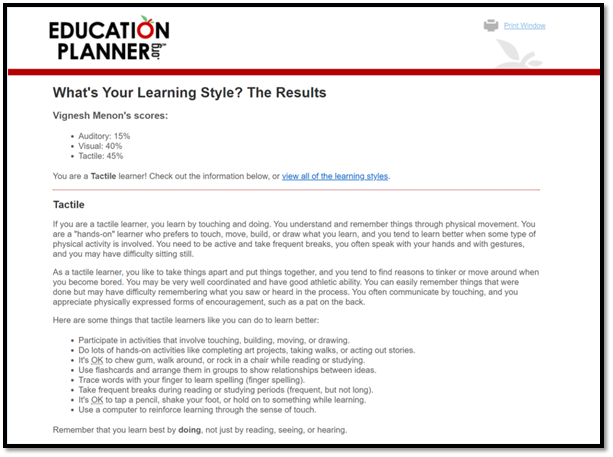 EDUCATION
PLANNER.org
Print Window
What's Your Learning Style? The Results
Vignesh Menon's scores:
• Auditory: 15%
• Visual: 40%
• Tactile: 45%
You are a Tactile learner! Check out the information below, or view all of the learning styles.
Tactile
If you are a tactile learner, you learn by touching and doing. You understand and remember things through physical movement. You
are a "hands-on" learner who prefers to touch, move, build, or draw what you learn, and you tend to learn better when some type of
physical activity is involved. You need to be active and take frequent breaks, you often speak with your hands and with gestures,
and you may have difficulty sitting still.
As a tactile learner, you like to take things apart and put things together, and you tend to find reasons to tinker or move around when
you become bored. You may be very well coordinated and have good athletic ability. You can easily remember things that were
done but may have difficulty remembering what you saw or heard in the process. You often communicate by touching, and you
appreciate physically expressed forms of encouragement, such as a pat on the back.
Here are some things that tactile learners like you can do to learn better:
• Participate in activities that involve touching, building, moving, or drawing.
• Do lots of hands-on activities like completing art projects, taking walks, or acting out stories.
• It's OK to chew gum, walk around, or rock in a chair while reading or studying.
• Use flashcards and arrange them in groups to show relationships between ideas.
• Trace words with your finger to learn spelling (finger spelling).
• Take frequent breaks during reading or studying periods (frequent, but not long).
• It's OK to tap a pencil, shake your foot, or hold on to something while learning.
• Use a computer to reinforce learning through the sense of touch.
Remember that you learn best by doing, not just by reading, seeing, or hearing.